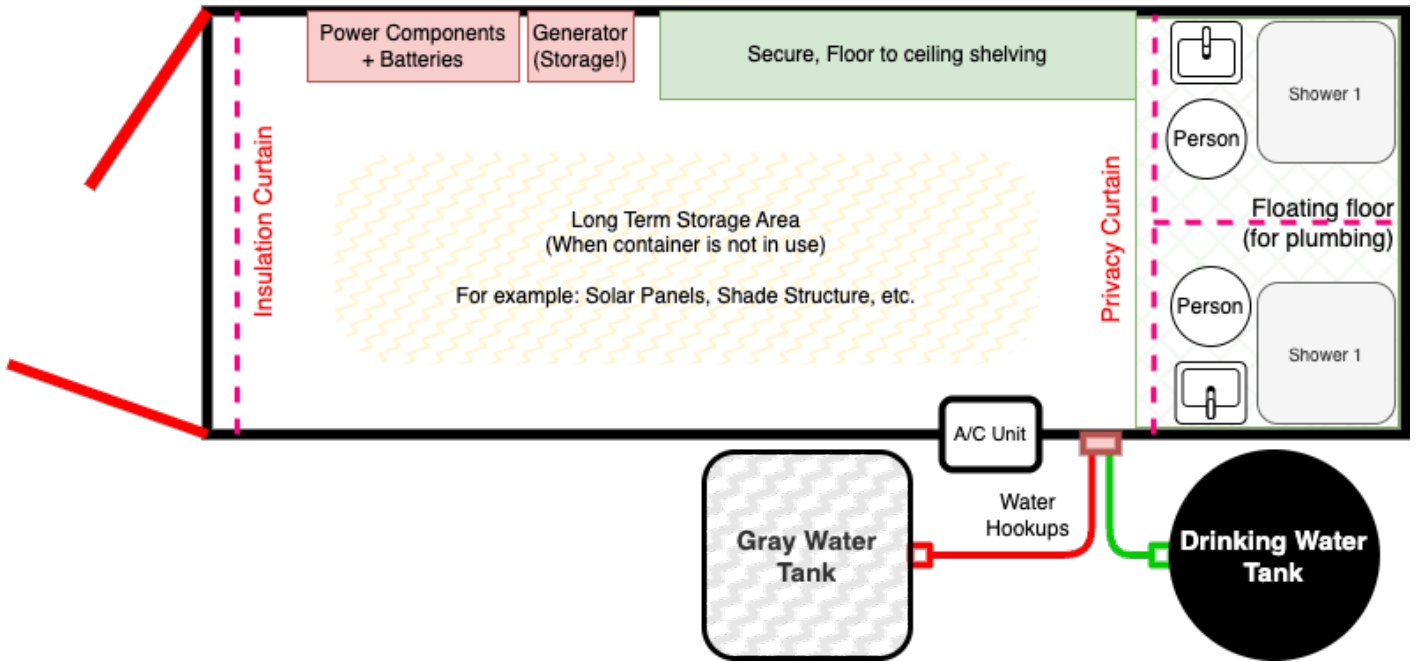 Power Components
+ Batteries
Generator
(Storage!)
Secure, Floor to ceiling shelving
Shower 1
Person
Insulation Curtain
Long Term Storage Area
(When container is not in use)
For example: Solar Panels, Shade Structure, etc.
Privacy Curtain
Floating floor
(for plumbing)
Person
Shower 1
A/C Unit
Water
Hookups
Gray Water
Tank
Drinking Water
Tank